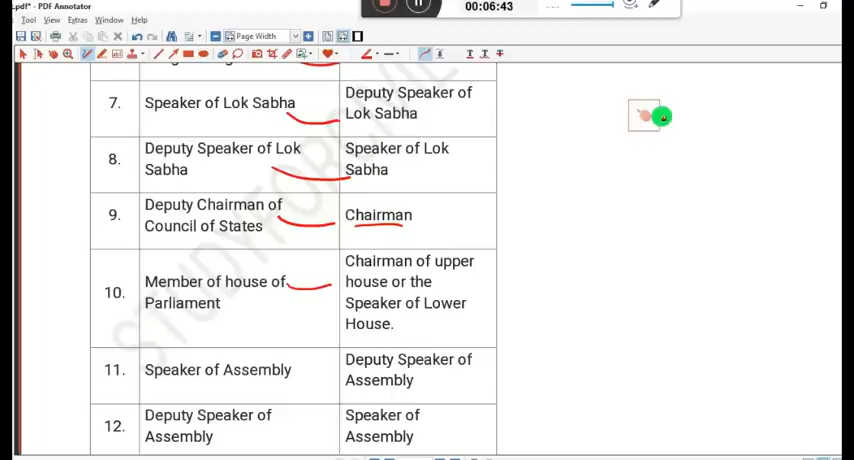 .pdf* - PDF Annotator
00:06:43
Tool View Extras Window Help
Page Width
7. Speaker of Lok Sabha
Deputy Speaker of
Lok Sabha
8. Deputy Speaker of Lok
Sabha
Speaker of Lok
Sabha
9. Deputy Chairman of
Council of States
Chairman
10. Member of house of
Parliament
Chairman of upper
house or the
Speaker of Lower
House.
11. Speaker of Assembly
Deputy Speaker of
Assembly
12. Deputy Speaker of
Assembly
Speaker of
Assembly